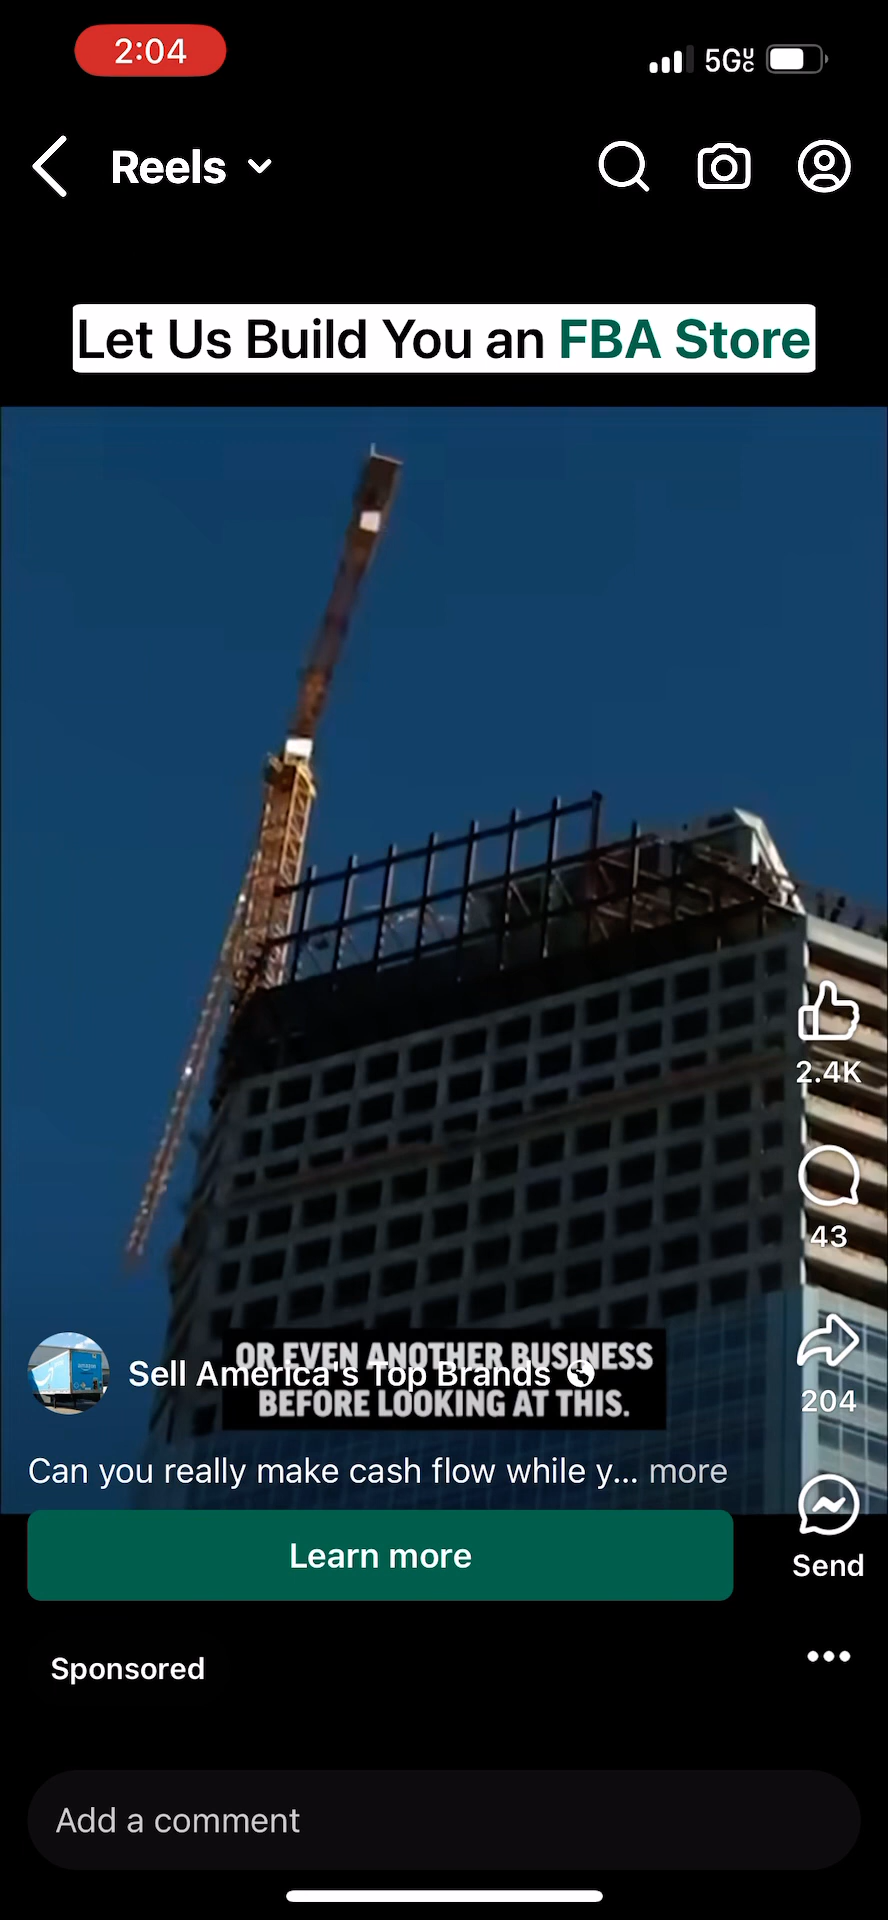 2:04
5GUC
Reels
Let Us Build You an FBA Store
2.4K
43
OR EVEN ANOTHER BUSINESS
Sell America's Top Brands
BEFORE LOOKING AT THIS.
204
Can you really make cash flow while y... more
Learn more
Send
Sponsored
Add a comment